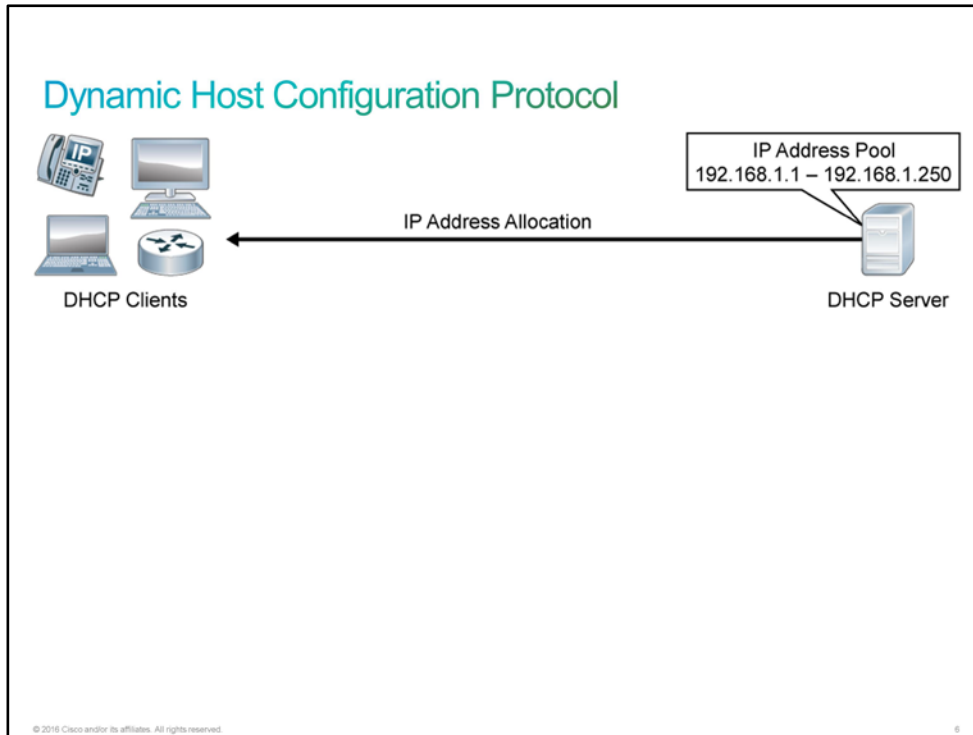 Dynamic Host Configuration Protocol
IP
IP Address Pool
192.168.1.1 – 192.168.1.250
IP Address Allocation
DHCP Clients
DHCP Server
© 2016 Cisco and/or its affiliates. All rights reserved.
6